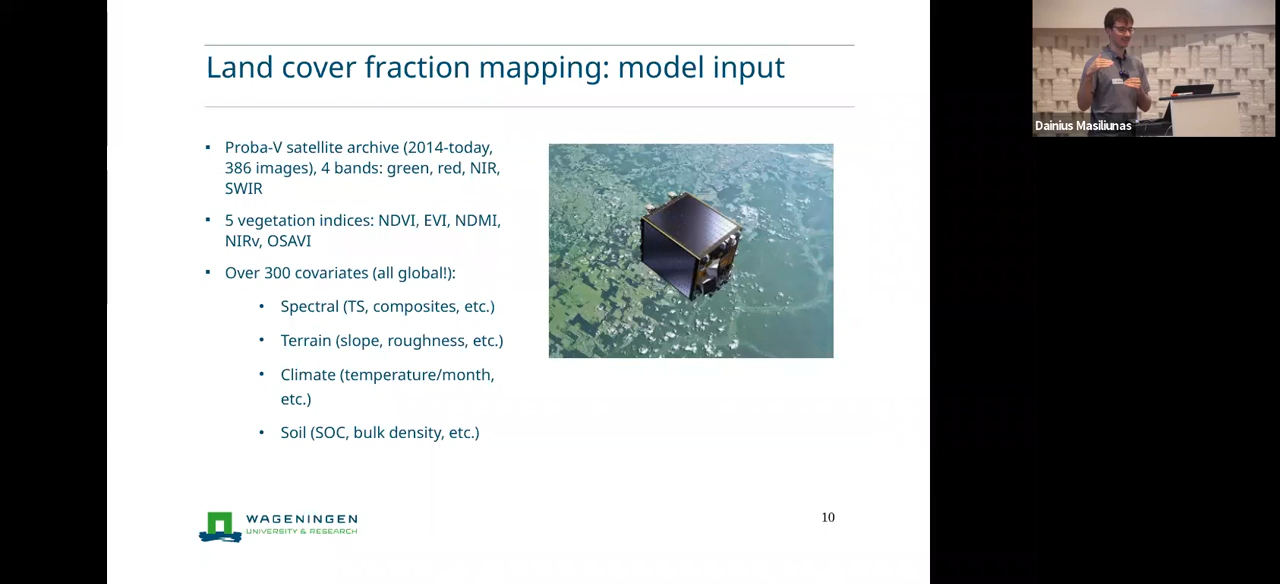 Land cover fraction mapping: model input
▪ Proba-V satellite archive (2014-today,
386 images), 4 bands: green, red, NIR,
SWIR
▪ 5 vegetation indices: NDVI, EVI, NDMI,
NIRv, OSAVI
▪ Over 300 covariates (all global!):
• Spectral (TS, composites, etc.)
• Terrain (slope, roughness, etc.)
• Climate (temperature/month,
etc.)
• Soil (SOC, bulk density, etc.)
WAGENINGEN
UNIVERSITY & RESEARCH
10
Dainius Masiliunas